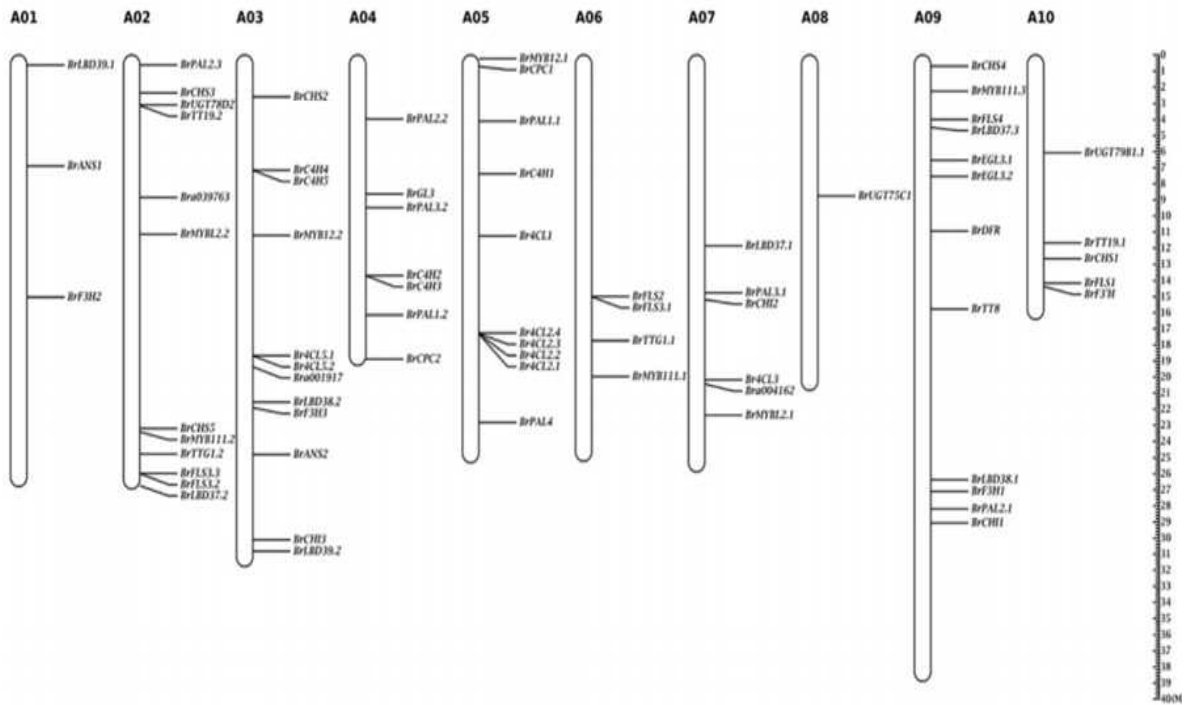 A01 A02 A03 A04 A05 A06 A07 A08 A09 A10
BrLBD39.1
BrANS1
BrF3H2
BrPAL2.3
BrCHS3
BrUGT78D2
BrTT19.2
Bra039763
BrMYBL2.2
BrCHS5
BrMYB111.2
BrTTG1.2
BrFLS3.3
BrFLS3.2
BrLBD37.2
BrCHS2
BrC4H4
BrC4H5
BrMYB12.2
Br4CL5.1
Br4CL5.2
Bra001917
BrLBD38.2
BrF3H3
BrANS2
BrCHI3
BrLBD39.2
BrPAL2.2
BrGL3
BrPAL3.2
BrC4H2
BrC4H3
BrPAL1.2
BrCPC2
BrMYB12.1
BrCPC1
BrPAL1.1
BrC4H1
Br4CL1
Br4CL2.4
Br4CL2.3
Br4CL2.2
Br4CL2.1
BrPAL4
BrFLS2
BrFLS3.1
BrTTG1.1
BrMYB111.1
BrLBD37.1
BrPAL3.1
BrCHI2
Br4CL3
Bra004162
BrMYBL2.1
BrUGT75C1
BrCHS4
BrMYB111.3
BrFLS4
BrLBD37.3
BrEGL3.1
BrEGL3.2
BrDFR
BrTT8
BrLBD38.1
BrF3H1
BrPAL2.1
BrCHI1
BrUGT79B1.1
BrTT19.1
BrCHS1
BrFLS1
BrF3'H
0
1
2
3
4
5
6
7
8
9
10
11
12
13
14
15
16
17
18
19
20
21
22
23
24
25
26
27
28
29
30
31
32
33
34
35
36
37
38
39
40(M